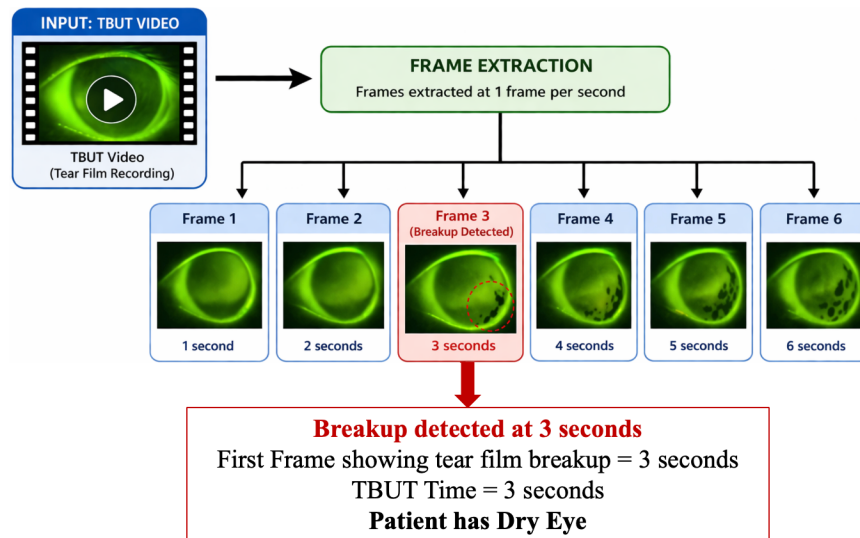 INPUT: TBUT VIDEO
TBUT Video
(Tear Film Recording)
FRAME EXTRACTION
Frames extracted at 1 frame per second
Frame 1
1 second
Frame 2
2 seconds
Frame 3
(Breakup Detected)
3 seconds
Frame 4
4 seconds
Frame 5
5 seconds
Frame 6
6 seconds
Breakup detected at 3 seconds
First Frame showing tear film breakup = 3 seconds
TBUT Time = 3 seconds
Patient has Dry Eye